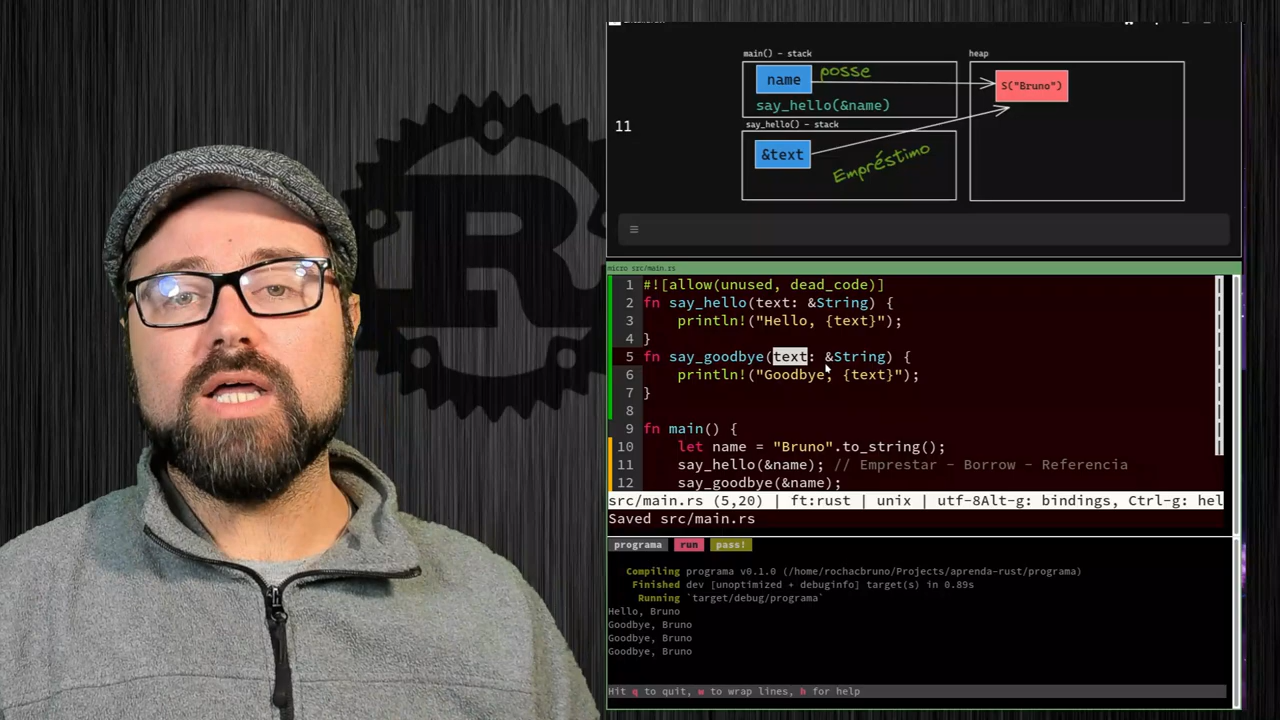 main() - stack
heap
name
posse
S("Bruno")
say_hello(&name)
say_hello() - stack
11
&text
Empréstimo
R
micro src/main.rs
1 #![allow(unused, dead_code)]
2 fn say_hello(text: &String) {
3 println!("Hello, {text}");
4 }
5 fn say_goodbye(text: &String) {
6 println!("Goodbye, {text}");
7 }
8
9 fn main() {
10 let name = "Bruno".to_string();
11 say_hello(&name); // Emprestar - Borrow - Referencia
12 say_goodbye(&name);
src/main.rs (5,20) | ft:rust | unix | utf-8Alt-g: bindings, Ctrl-g: hel
Saved src/main.rs
programa run pass!
Compiling programa v0.1.0 (/home/rochacbruno/Projects/aprenda-rust/programa)
Finished dev [unoptimized + debuginfo] target(s) in 0.89s
Running `target/debug/programa`
Hello, Bruno
Goodbye, Bruno
Goodbye, Bruno
Goodbye, Bruno
Hit q to quit, w to wrap lines, h for help